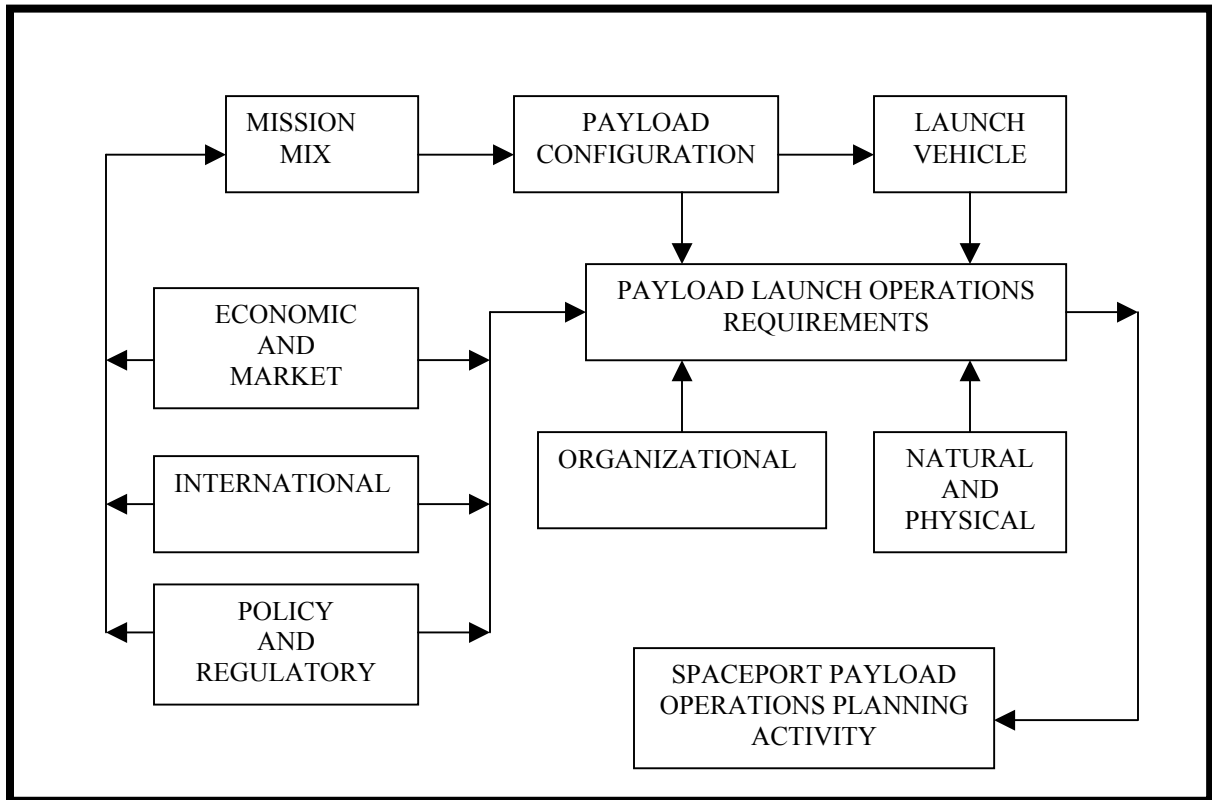 MISSION
MIX
PAYLOAD
CONFIGURATION
LAUNCH
VEHICLE
PAYLOAD LAUNCH OPERATIONS
REQUIREMENTS
ECONOMIC
AND
MARKET
INTERNATIONAL
POLICY
AND
REGULATORY
ORGANIZATIONAL
NATURAL
AND
PHYSICAL
SPACEPORT PAYLOAD
OPERATIONS PLANNING
ACTIVITY